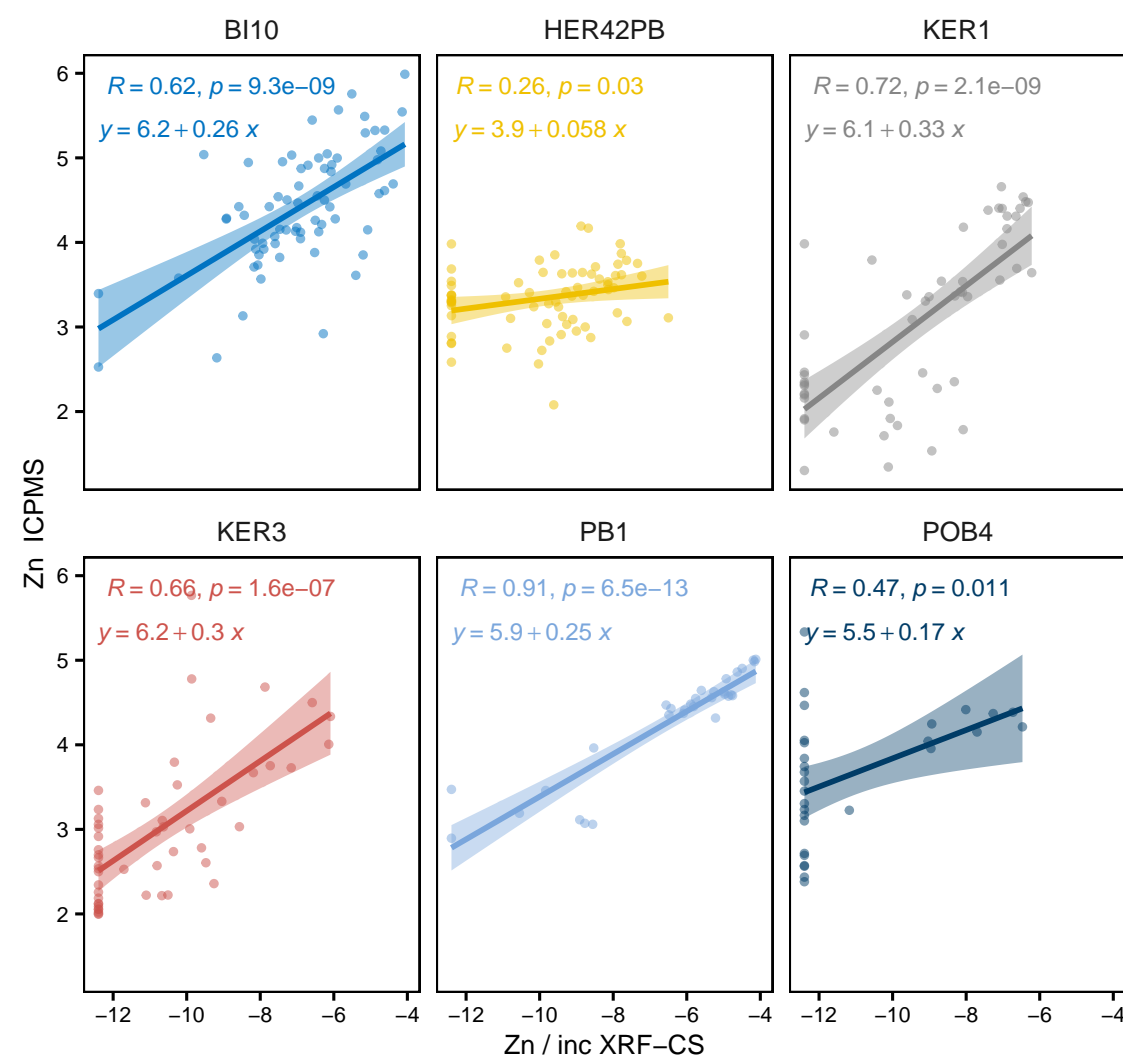 BI10 HER42PB KER1
R = 0.62, p = 9.3e−09 R = 0.26, p = 0.03 R = 0.72, p = 2.1e−09
y = 6.2 + 0.26 x y = 3.9 + 0.058 x y = 6.1 + 0.33 x
6
5
4
3
2
Zn ICPMS
KER3 PB1 POB4
R = 0.66, p = 1.6e−07 R = 0.91, p = 6.5e−13 R = 0.47, p = 0.011
y = 6.2 + 0.3 x y = 5.9 + 0.25 x y = 5.5 + 0.17 x
6
5
4
3
2
−12 −10 −8 −6 −4 −12 −10 −8 −6 −4 −12 −10 −8 −6 −4
Zn / inc XRF−CS